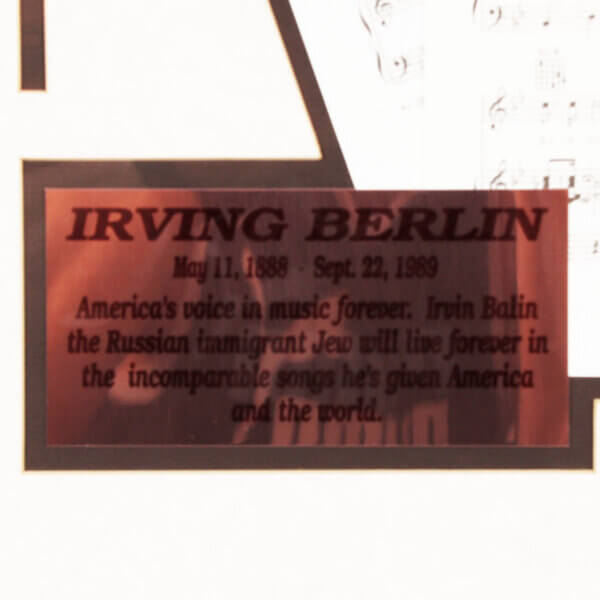 IRVING BERLIN
May 11, 1888 - Sept. 22, 1989
America's voice in music forever. Irvin Balin
the Russian immigrant Jew will live forever in
the incomparable songs he's given America
and the world.